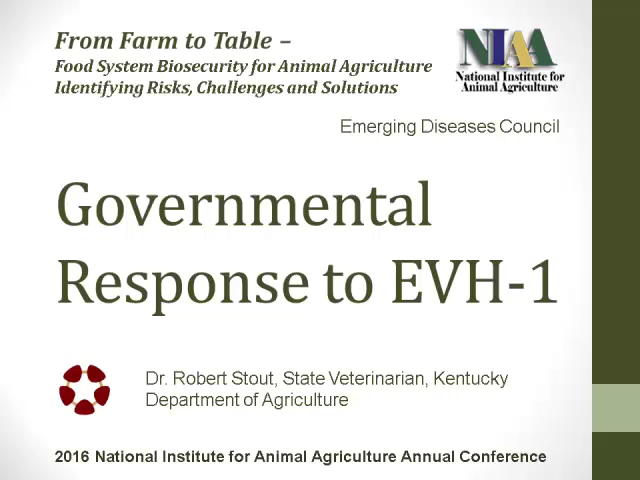 From Farm to Table –
Food System Biosecurity for Animal Agriculture
Identifying Risks, Challenges and Solutions
NIAA
National Institute for
Animal Agriculture
Emerging Diseases Council
Governmental
Response to EVH-1
Dr. Robert Stout, State Veterinarian, Kentucky
Department of Agriculture
2016 National Institute for Animal Agriculture Annual Conference